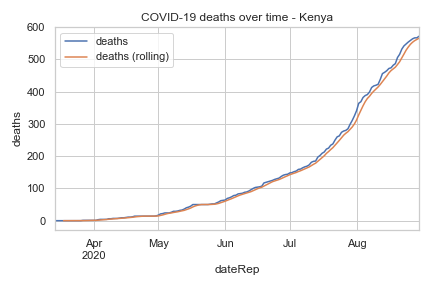 COVID-19 deaths over time - Kenya
deaths
deaths (rolling)
deaths
600
500
400
300
200
100
0
Apr May Jun Jul Aug
2020
dateRep